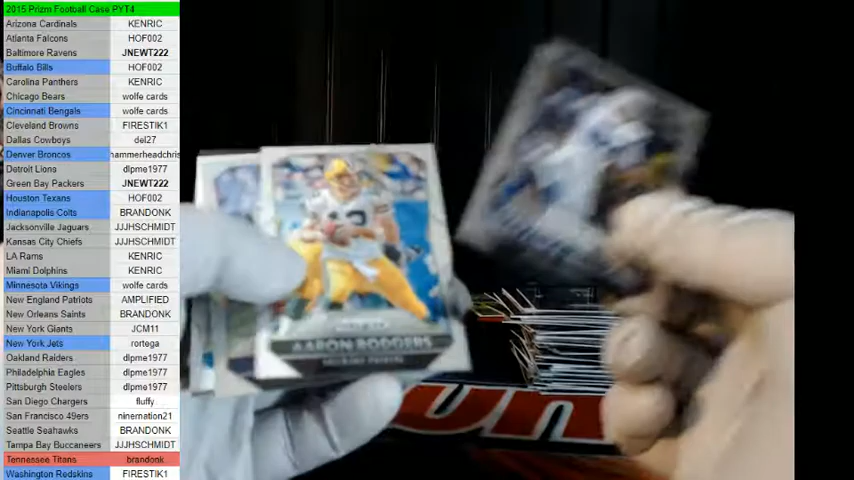 2015 Prizm Football Case PYT4
Arizona Cardinals KENRIC
Atlanta Falcons HOF002
Baltimore Ravens JNEWT222
Buffalo Bills HOF002
Carolina Panthers KENRIC
Chicago Bears wolfe cards
Cincinnati Bengals wolfe cards
Cleveland Browns FIRESTIK1
Dallas Cowboys del27
Denver Broncos hammerheadchris
Detroit Lions dlpme1977
Green Bay Packers JNEWT222
Houston Texans HOF002
Indianapolis Colts BRANDONK
Jacksonville Jaguars JJJHSCHMIDT
Kansas City Chiefs JJJHSCHMIDT
LA Rams KENRIC
Miami Dolphins KENRIC
Minnesota Vikings wolfe cards
New England Patriots AMPLIFIED
New Orleans Saints BRANDONK
New York Giants JCM11
New York Jets rortega
Oakland Raiders dlpme1977
Philadelphia Eagles dlpme1977
Pittsburgh Steelers dlpme1977
San Diego Chargers fluffy
San Francisco 49ers ninernation21
Seattle Seahawks BRANDONK
Tampa Bay Buccaneers JJJHSCHMIDT
Tennessee Titans brandonk
Washington Redskins FIRESTIK1
12
AARON RODGERS